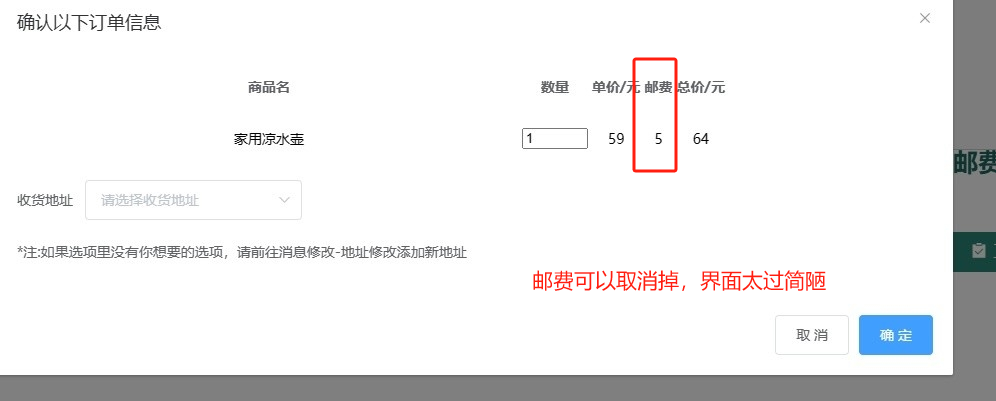 确认以下订单信息
商品名 数量 单价/元 邮费 总价/元
家用凉水壶 1 59 5 64
邮费
收货地址 请选择收货地址
*注:如果选项里没有你想要的选项，请前往消息修改-地址修改添加新地址
邮费可以取消掉，界面太过简陋
取消 确定